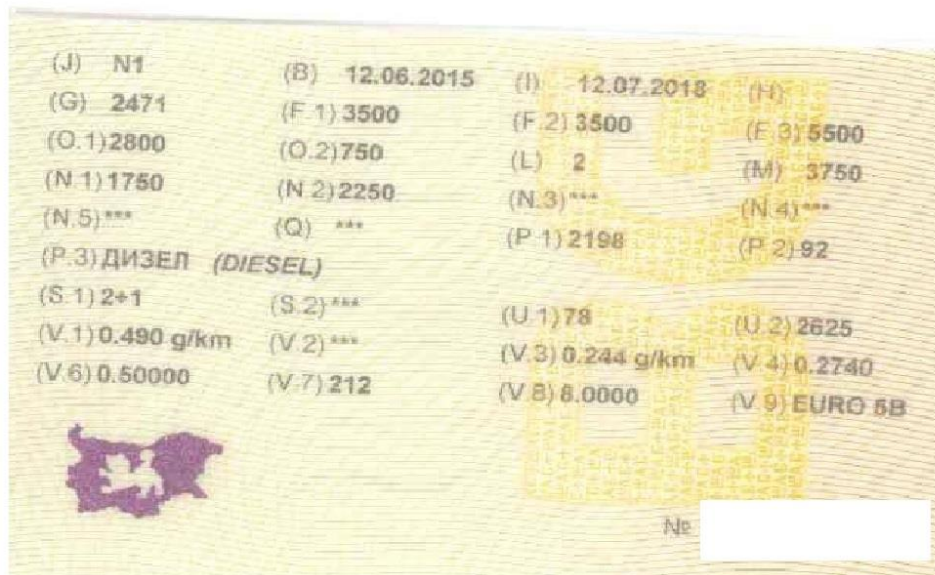 (J) N1 (B) 12.06.2015 (I) 12.07.2018 (H)
(G) 2471 (F.1) 3500 (F.2) 3500 (F.3) 5500
(O.1) 2800 (O.2) 750 (L) 2 (M) 3750
(N.1) 1750 (N.2) 2250 (N.3) *** (N.4) ***
(N.5) *** (Q) *** (P.1) 2198 (P.2) 92
(P.3) ДИЗЕЛ (DIESEL)
(S.1) 2+1 (S.2) *** (U.1) 78 (U.2) 2625
(V.1) 0.490 g/km (V.2) *** (V.3) 0.244 g/km (V.4) 0.2740
(V.6) 0.50000 (V.7) 212 (V.8) 8.0000 (V.9) EURO 5B
№